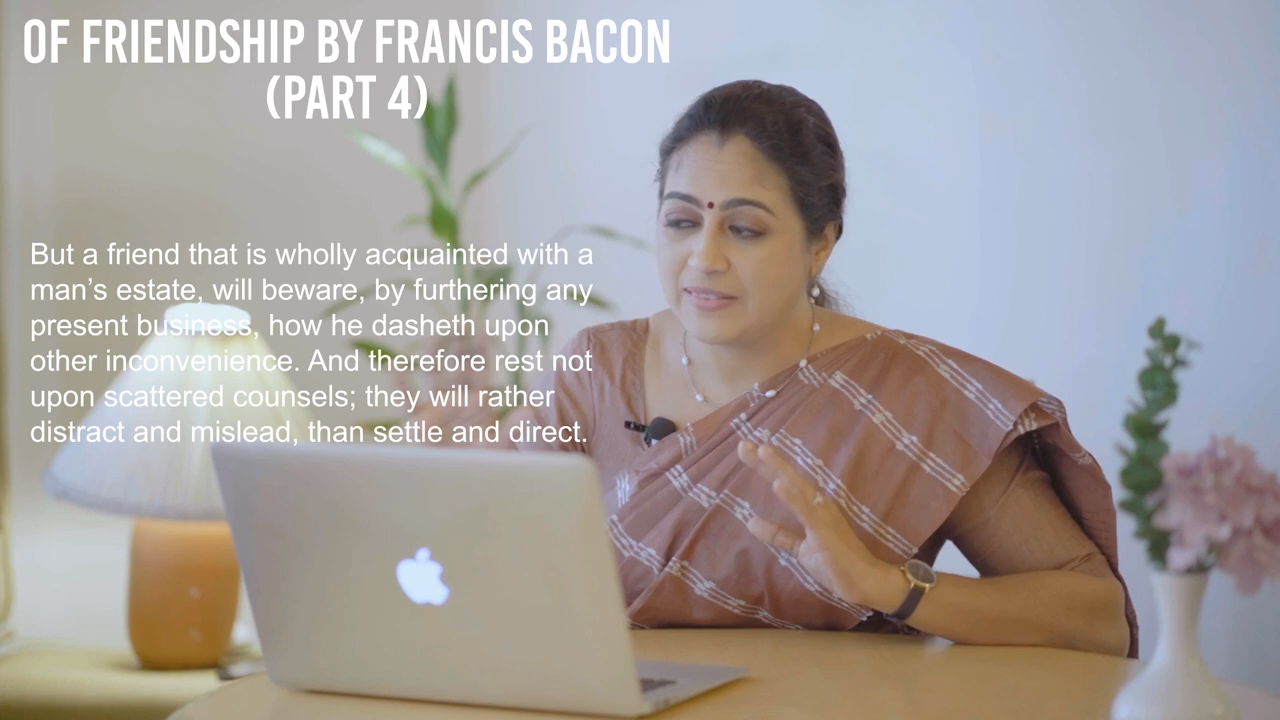 OF FRIENDSHIP BY FRANCIS BACON
(PART 4)
But a friend that is wholly acquainted with a
man’s estate, will beware, by furthering any
present business, how he dasheth upon
other inconvenience. And therefore rest not
upon scattered counsels; they will rather
distract and mislead, than settle and direct.